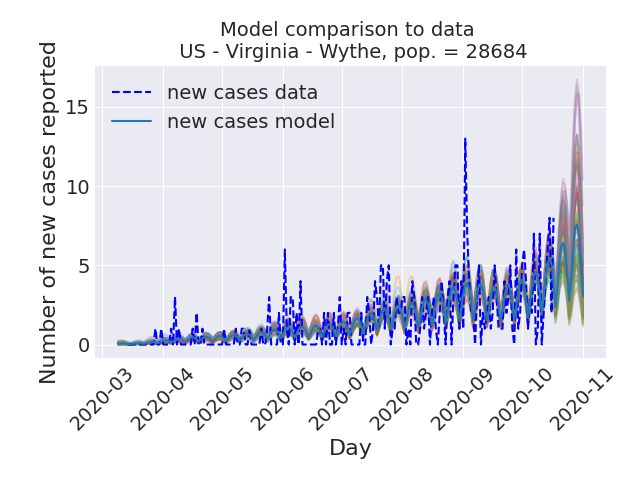 Model comparison to data
US - Virginia - Wythe, pop. = 28684
Number of new cases reported
15
10
5
0
new cases data
new cases model
2020-03
2020-04
2020-05
2020-06
2020-07
2020-08
2020-09
2020-10
2020-11
Day